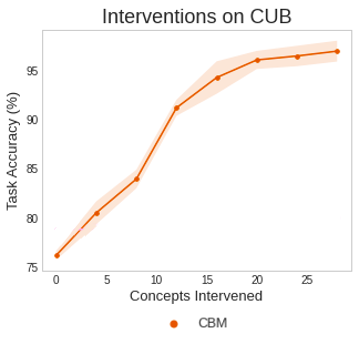 Interventions on CUB
Task Accuracy (%)
95
90
85
80
75
0 5 10 15 20 25
Concepts Intervened
CBM